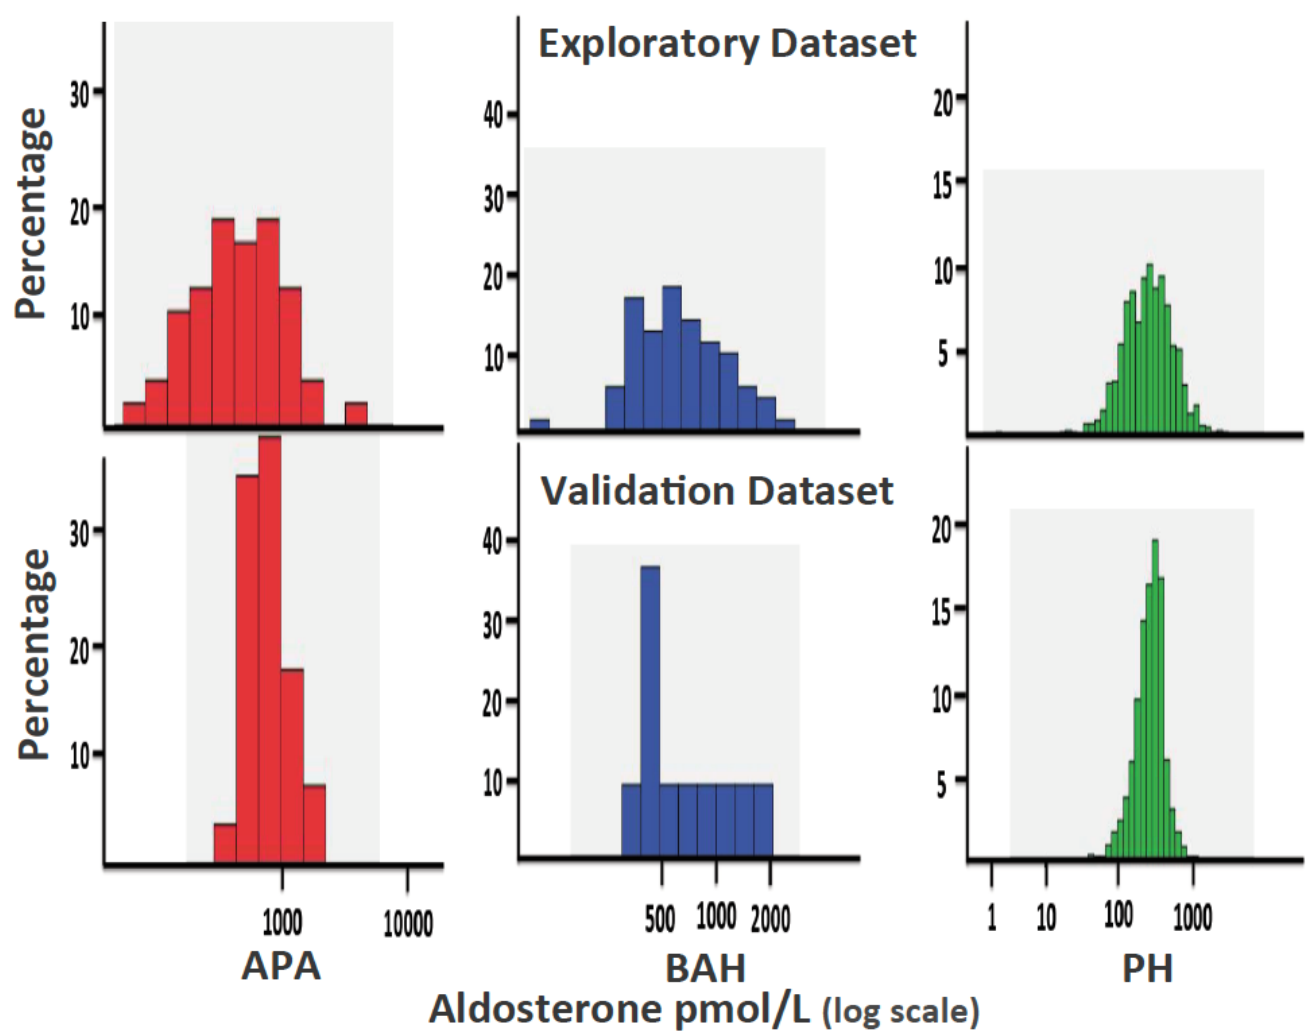 Exploratory Dataset
Percentage
30
20
10
40
30
20
10
20
15
10
5
Validation Dataset
Percentage
30
20
10
40
30
20
10
20
15
10
5
1000 10000
500 1000 2000
1 10 100 1000
APA BAH PH
Aldosterone pmol/L (log scale)